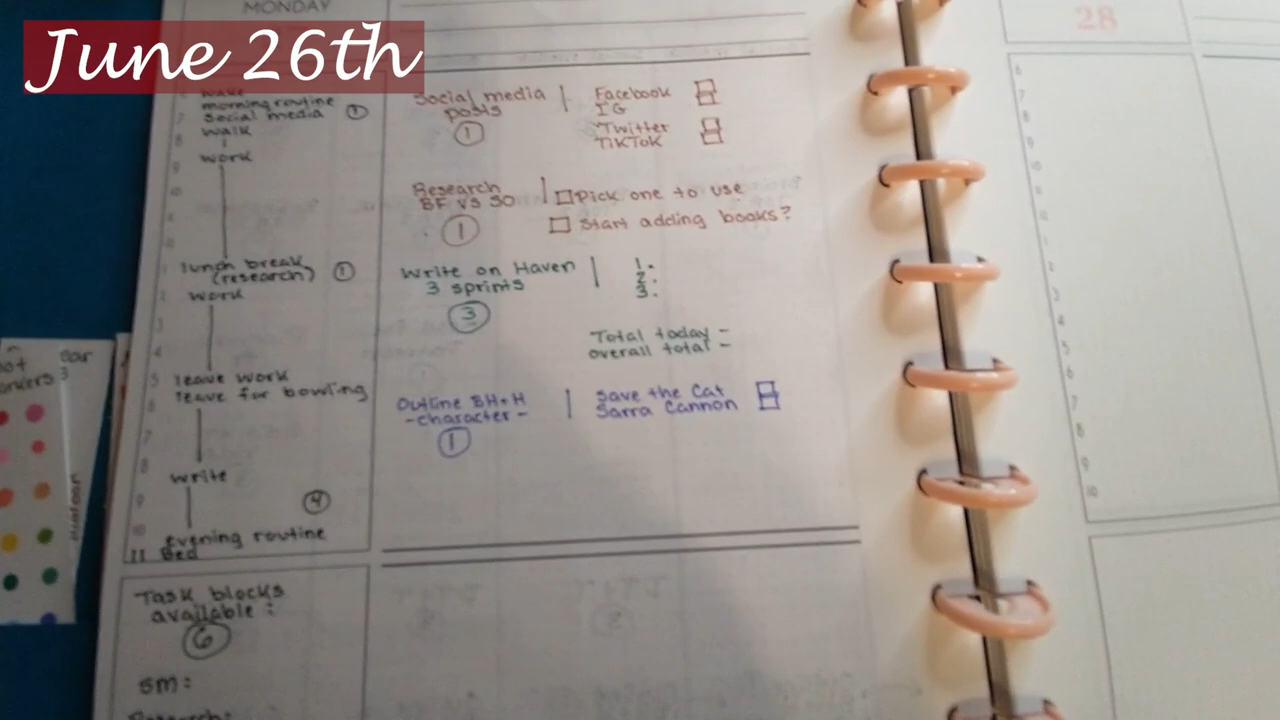 MONDAY
June 26th
wake
morning routine
social media ①
walk
work
lunch break
(research) ①
work
leave work
leave for bowling
write
④
evening routine
11 Bed
Social media posts
①
Facebook
IG
Twitter
TikTok
Research
BF VS SO
①
Pick one to use
Start adding books?
Write on Haven
3 sprints
③
1.
2.
3.
Total today -
overall total -
Outline BH+H
-character-
①
Save the Cat
Sarra Cannon
Task blocks
available:
⑥
SM:
Research:
28